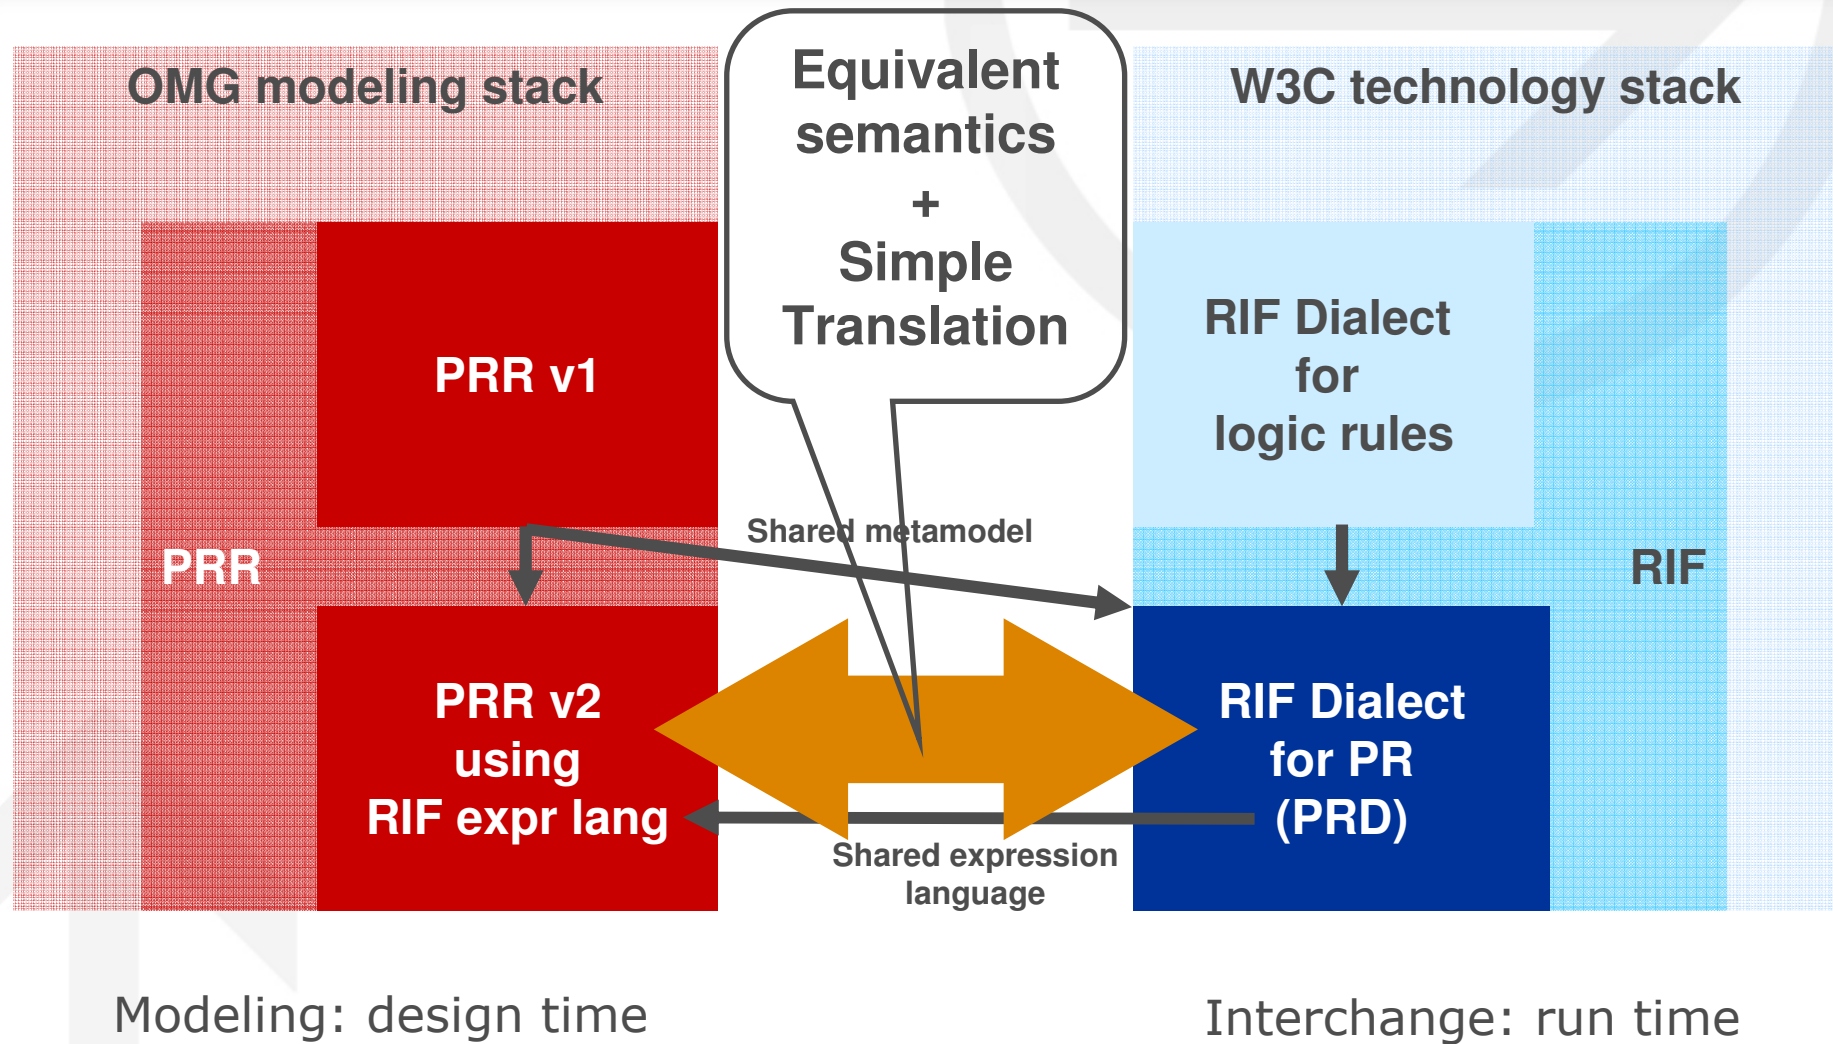 OMG modeling stack
Equivalent
semantics
+
Simple
Translation
W3C technology stack
PRR v1
RIF Dialect
for
logic rules
Shared metamodel
PRR
RIF
PRR v2
using
RIF expr lang
RIF Dialect
for PR
(PRD)
Shared expression
language
Modeling: design time
Interchange: run time